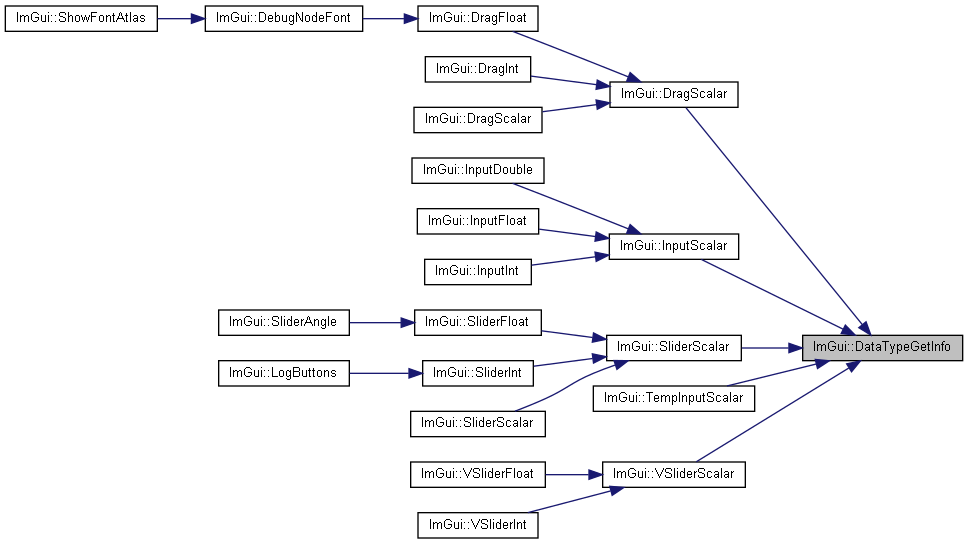 ImGui::ShowFontAtlas
ImGui::DebugNodeFont
ImGui::DragFloat
ImGui::DragInt
ImGui::DragScalar
ImGui::DragScalar
ImGui::InputDouble
ImGui::InputFloat
ImGui::InputScalar
ImGui::InputInt
ImGui::SliderAngle
ImGui::SliderFloat
ImGui::SliderScalar
ImGui::DataTypeGetInfo
ImGui::LogButtons
ImGui::SliderInt
ImGui::TempInputScalar
ImGui::SliderScalar
ImGui::VSliderFloat
ImGui::VSliderScalar
ImGui::VSliderInt